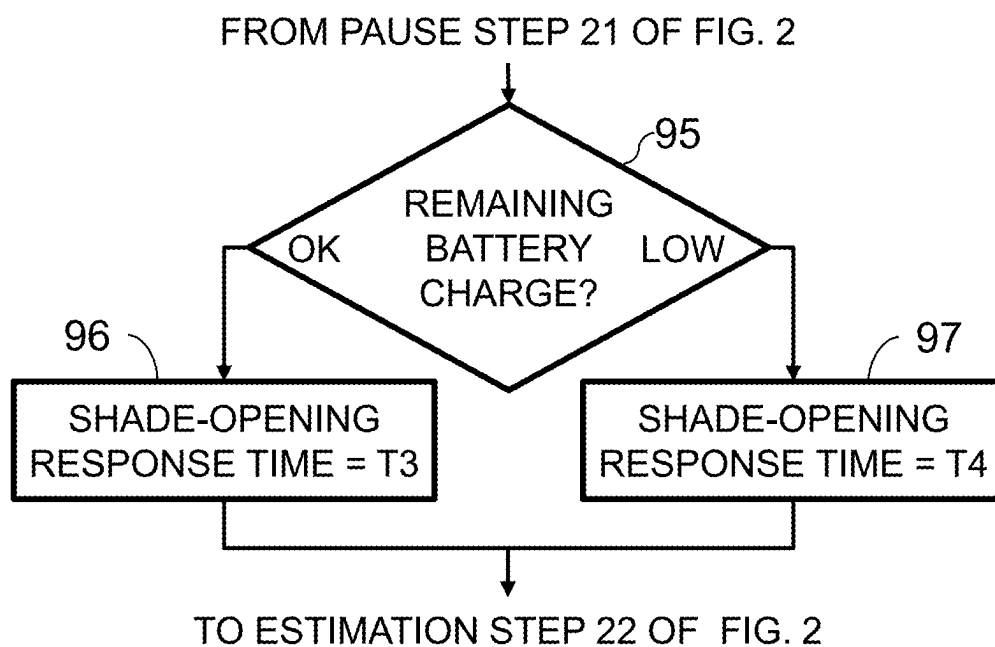 FROM PAUSE STEP 21 OF FIG. 2
95
REMAINING
OK BATTERY LOW
CHARGE?
96
97
SHADE-OPENING
RESPONSE TIME = T3
SHADE-OPENING
RESPONSE TIME = T4
TO ESTIMATION STEP 22 OF FIG. 2